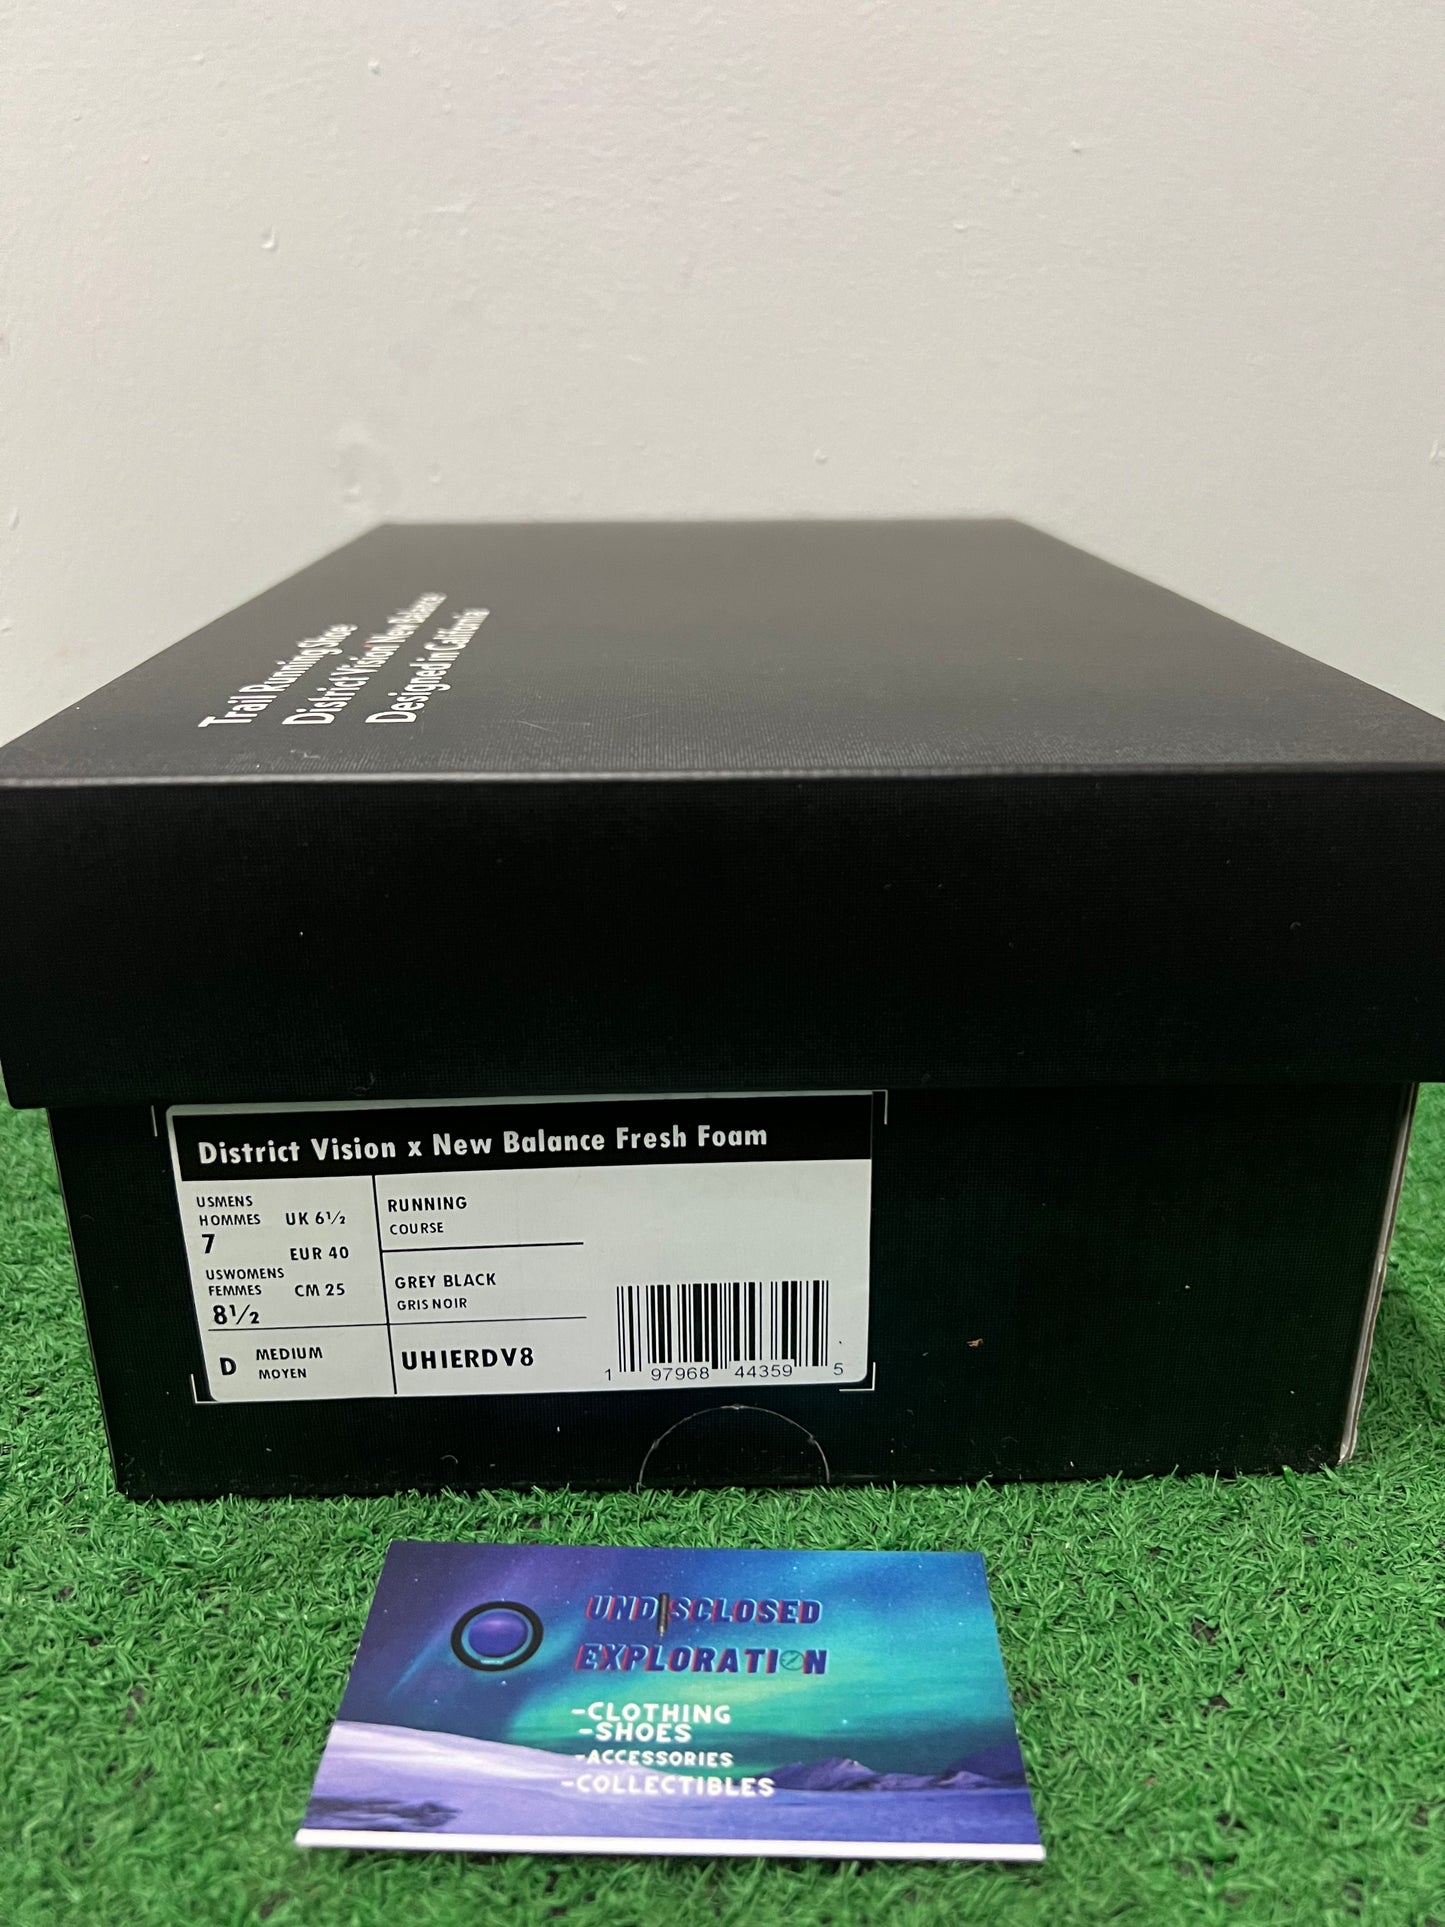 Trail Running Shoe
District Vision New Balance
Designed in California
District Vision x New Balance Fresh Foam
USMENS
HOMMES
7
UK 6½
EUR 40
USWOMENS
FEMMES
8½
CM 25
D
MEDIUM
MOYEN
RUNNING
COURSE
GREY BLACK
GRIS NOIR
UHIERDV8
1 97968 44359 5
UNDISCLOSED
EXPLORATION
-CLOTHING
-SHOES
-ACCESSORIES
-COLLECTIBLES